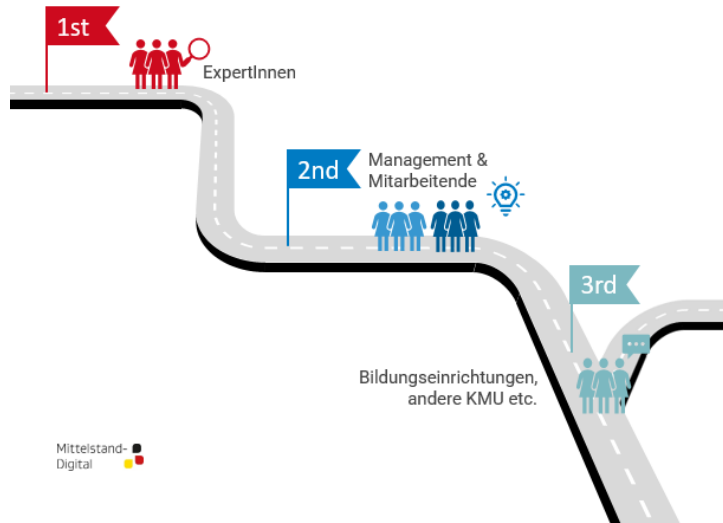 1st
ExpertInnen
2nd
Management &
Mitarbeitende
3rd
Bildungseinrichtungen,
andere KMU etc.
Mittelstand-
Digital